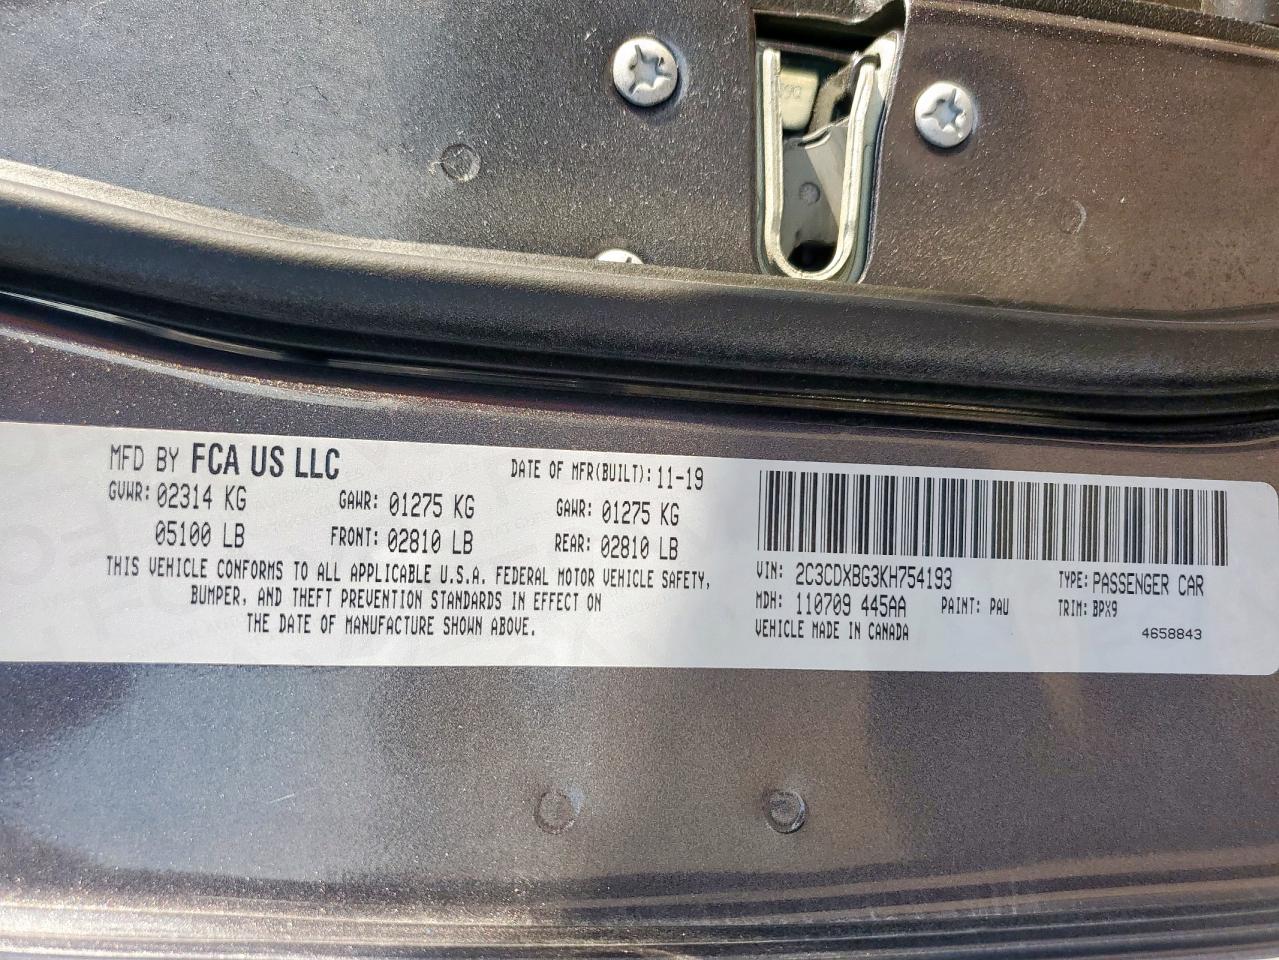 MFD BY FCA US LLC DATE OF MFR(BUILT): 11-19
GVWR: 02314 KG GAWR: 01275 KG GAWR: 01275 KG
05100 LB FRONT: 02810 LB REAR: 02810 LB
THIS VEHICLE CONFORMS TO ALL APPLICABLE U.S.A. FEDERAL MOTOR VEHICLE SAFETY,
BUMPER, AND THEFT PREVENTION STANDARDS IN EFFECT ON
THE DATE OF MANUFACTURE SHOWN ABOVE.
VIN: 2C3CDXBG3KH754193 TYPE: PASSENGER CAR
MDH: 110709 445AA PAINT: PAU TRIM: BPX9
VEHICLE MADE IN CANADA 4658843